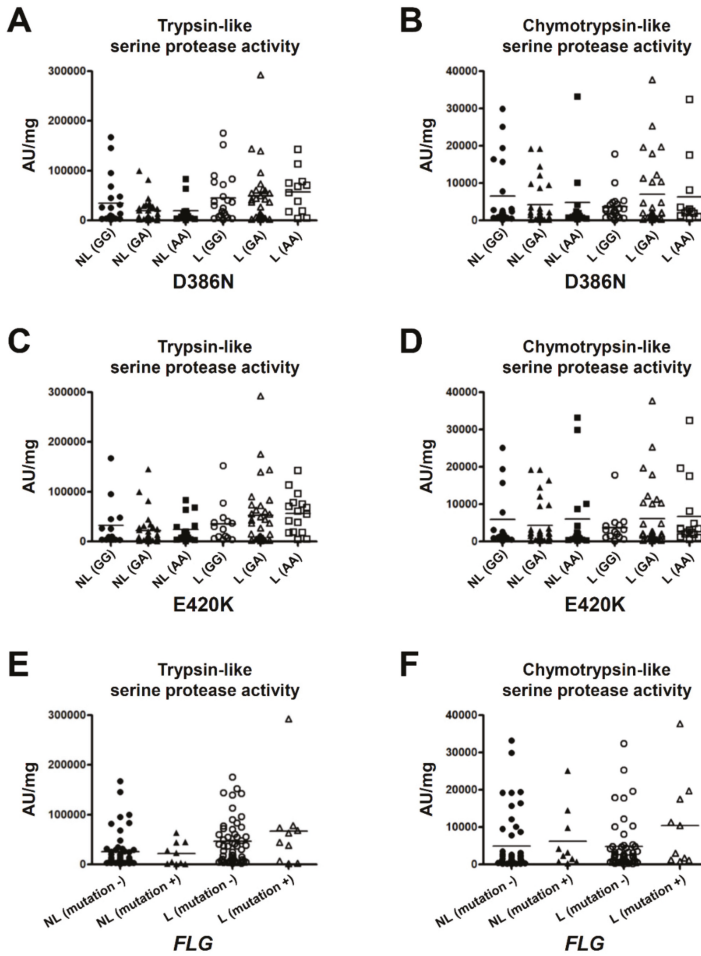 A
Trypsin-like
serine protease activity
AU/mg
300000
200000
100000
0
NL (GG)
NL (GA)
NL (AA)
L (GG)
L (GA)
L (AA)
D386N
B
Chymotrypsin-like
serine protease activity
AU/mg
40000
30000
20000
10000
0
NL (GG)
NL (GA)
NL (AA)
L (GG)
L (GA)
L (AA)
D386N
C
Trypsin-like
serine protease activity
AU/mg
300000
200000
100000
0
NL (GG)
NL (GA)
NL (AA)
L (GG)
L (GA)
L (AA)
E420K
D
Chymotrypsin-like
serine protease activity
AU/mg
40000
30000
20000
10000
0
NL (GG)
NL (GA)
NL (AA)
L (GG)
L (GA)
L (AA)
E420K
E
Trypsin-like
serine protease activity
AU/mg
300000
200000
100000
0
NL (mutation -)
NL (mutation +)
L (mutation -)
L (mutation +)
FLG
F
Chymotrypsin-like
serine protease activity
AU/mg
40000
30000
20000
10000
0
NL (mutation -)
NL (mutation +)
L (mutation -)
L (mutation +)
FLG